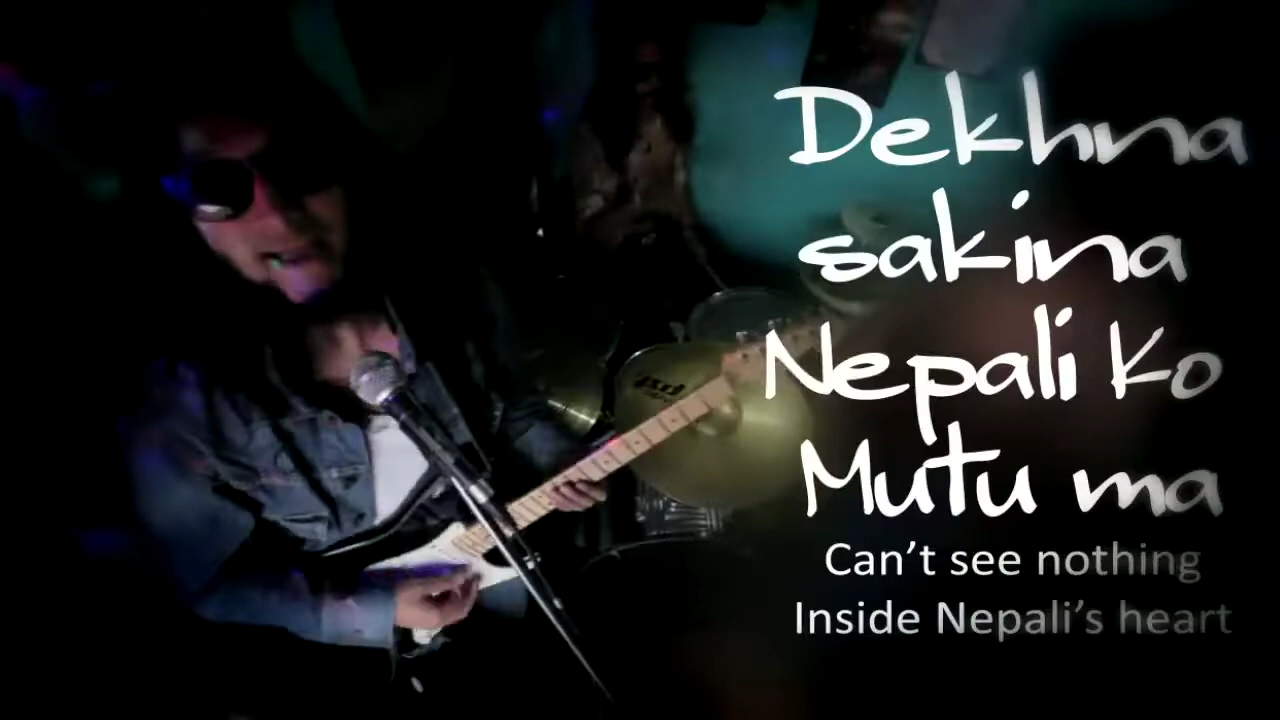 Dekhna
sakina
Nepali ko
Mutu ma
Can't see nothing
Inside Nepali's heart